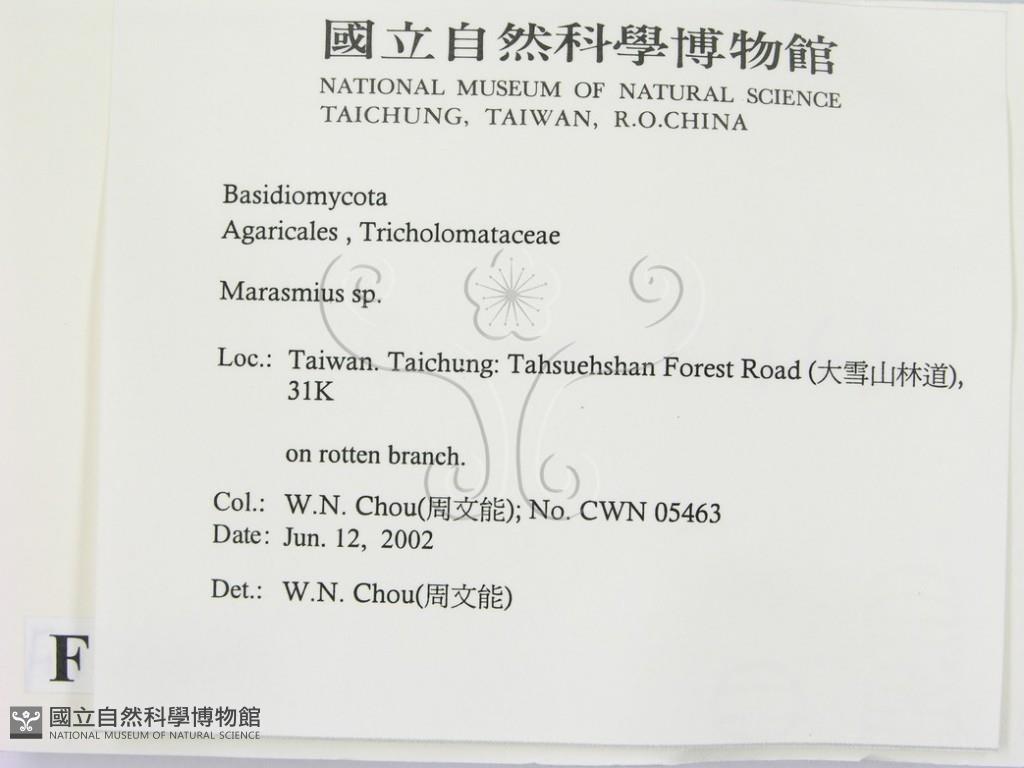 國立自然科學博物館
NATIONAL MUSEUM OF NATURAL SCIENCE
TAICHUNG, TAIWAN, R.O.CHINA
Basidiomycota
Agaricales , Tricholomataceae
Marasmius sp.
Loc.: Taiwan. Taichung: Tahsuehshan Forest Road (大雪山林道),
31K
on rotten branch.
Col.: W.N. Chou(周文能); No. CWN 05463
Date: Jun. 12, 2002
Det.: W.N. Chou(周文能)
F
國立自然科學博物館
NATIONAL MUSEUM OF NATURAL SCIENCE